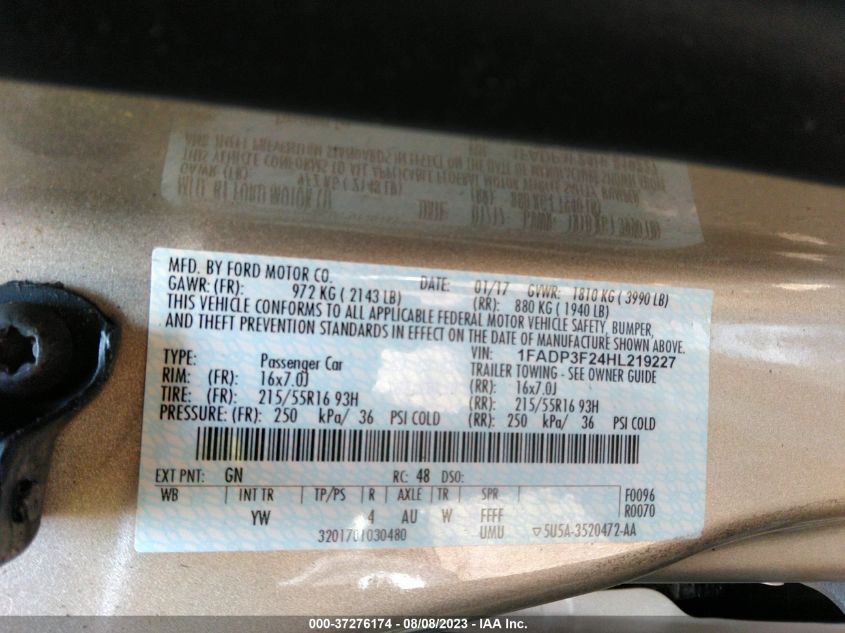 MFD. BY FORD MOTOR CO. DATE: 01/17 GVWR: 1810 KG ( 3990 LB)
GAWR: (FR): 972 KG ( 2143 LB) (RR): 880 KG ( 1940 LB)
THIS VEHICLE CONFORMS TO ALL APPLICABLE FEDERAL MOTOR VEHICLE SAFETY, BUMPER,
AND THEFT PREVENTION STANDARDS IN EFFECT ON THE DATE OF MANUFACTURE SHOWN ABOVE.
VIN: 1FADP3F24HL219227
TYPE: Passenger Car TRAILER TOWING - SEE OWNER GUIDE
RIM: (FR): 16x7.0J (RR): 16x7.0J
TIRE: (FR): 215/55R16 93H (RR): 215/55R16 93H
PRESSURE: (FR): 250 kPa/ 36 PSI COLD (RR): 250 kPa/ 36 PSI COLD
EXT PNT: GN RC: 48 DSO:
WB INT TR TP/PS R AXLE TR SPR F0096
YW 4 AU W FFFF R0070
3201701030480 UMU ▽5U5A-3520472-AA
000-37276174 - 08/08/2023 - IAA Inc.